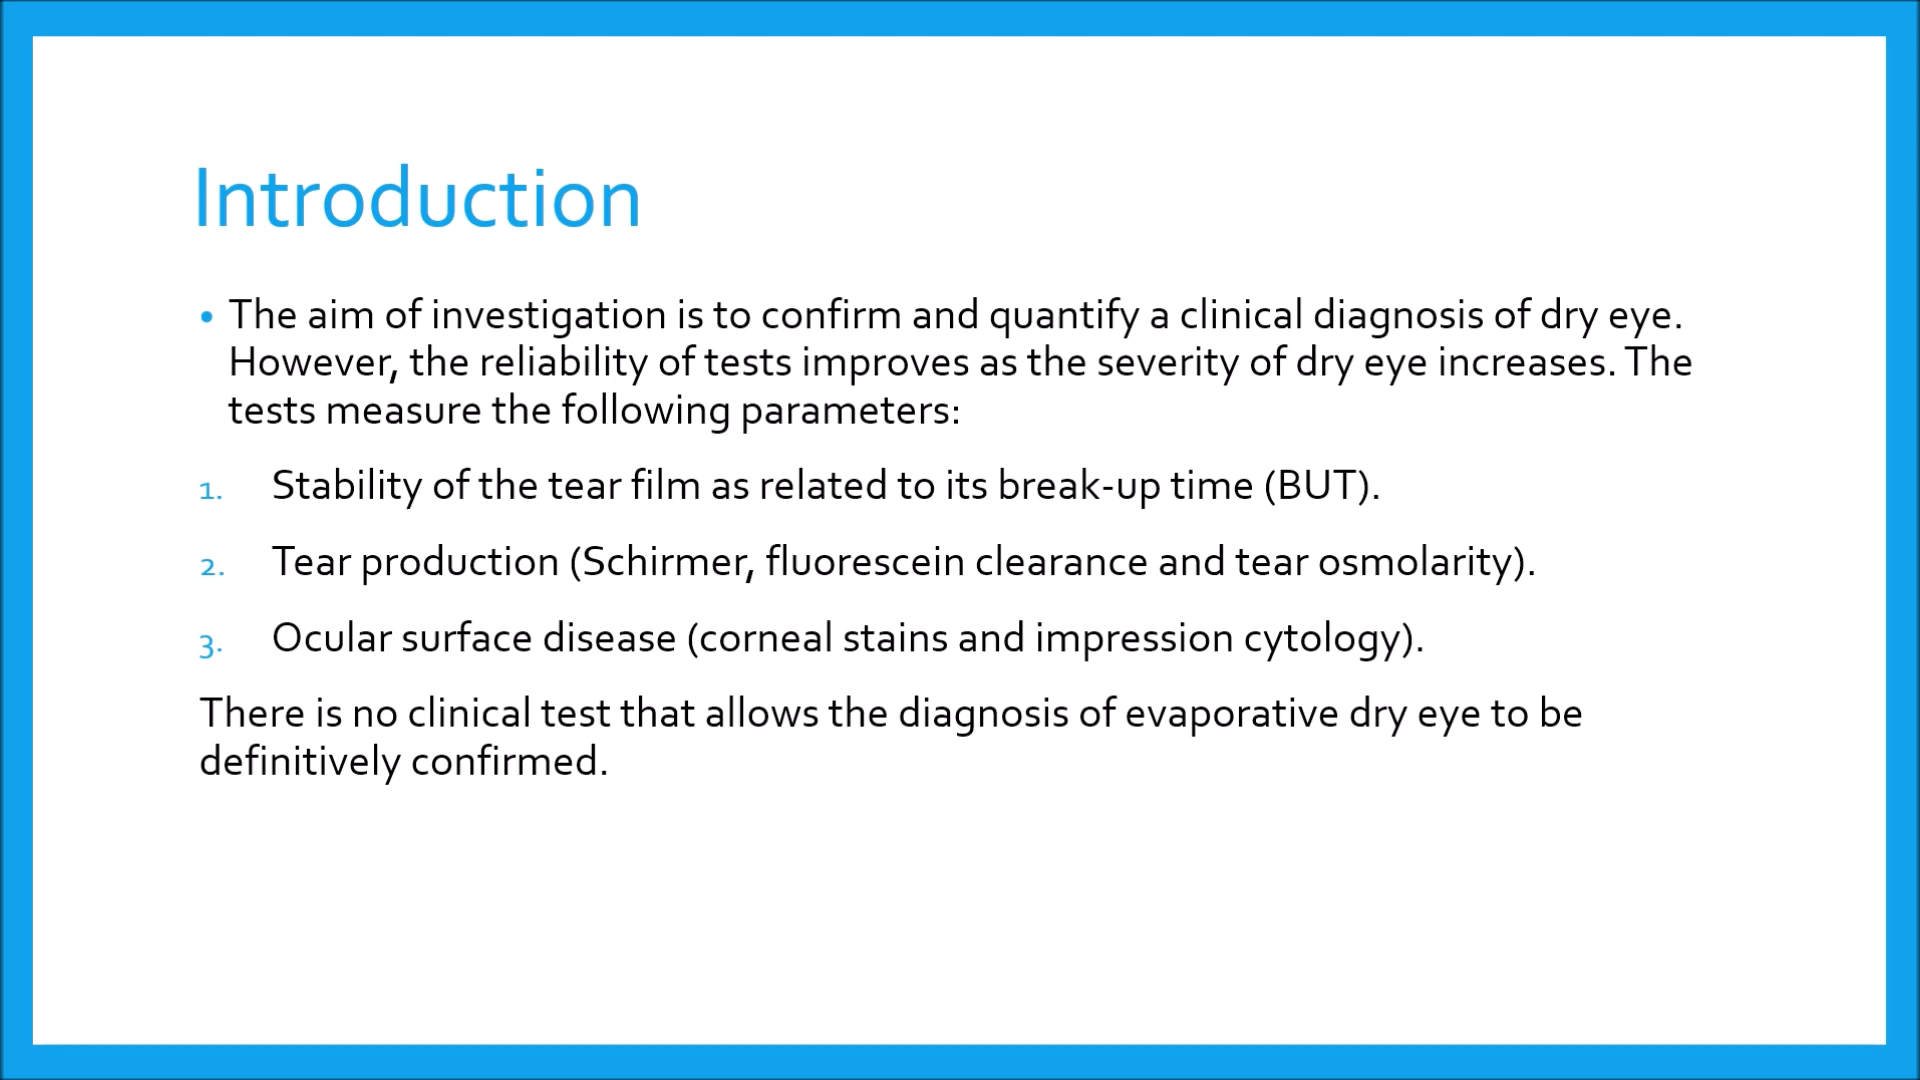 Introduction
• The aim of investigation is to confirm and quantify a clinical diagnosis of dry eye.
However, the reliability of tests improves as the severity of dry eye increases. The
tests measure the following parameters:
1. Stability of the tear film as related to its break-up time (BUT).
2. Tear production (Schirmer, fluorescein clearance and tear osmolarity).
3. Ocular surface disease (corneal stains and impression cytology).
There is no clinical test that allows the diagnosis of evaporative dry eye to be
definitively confirmed.